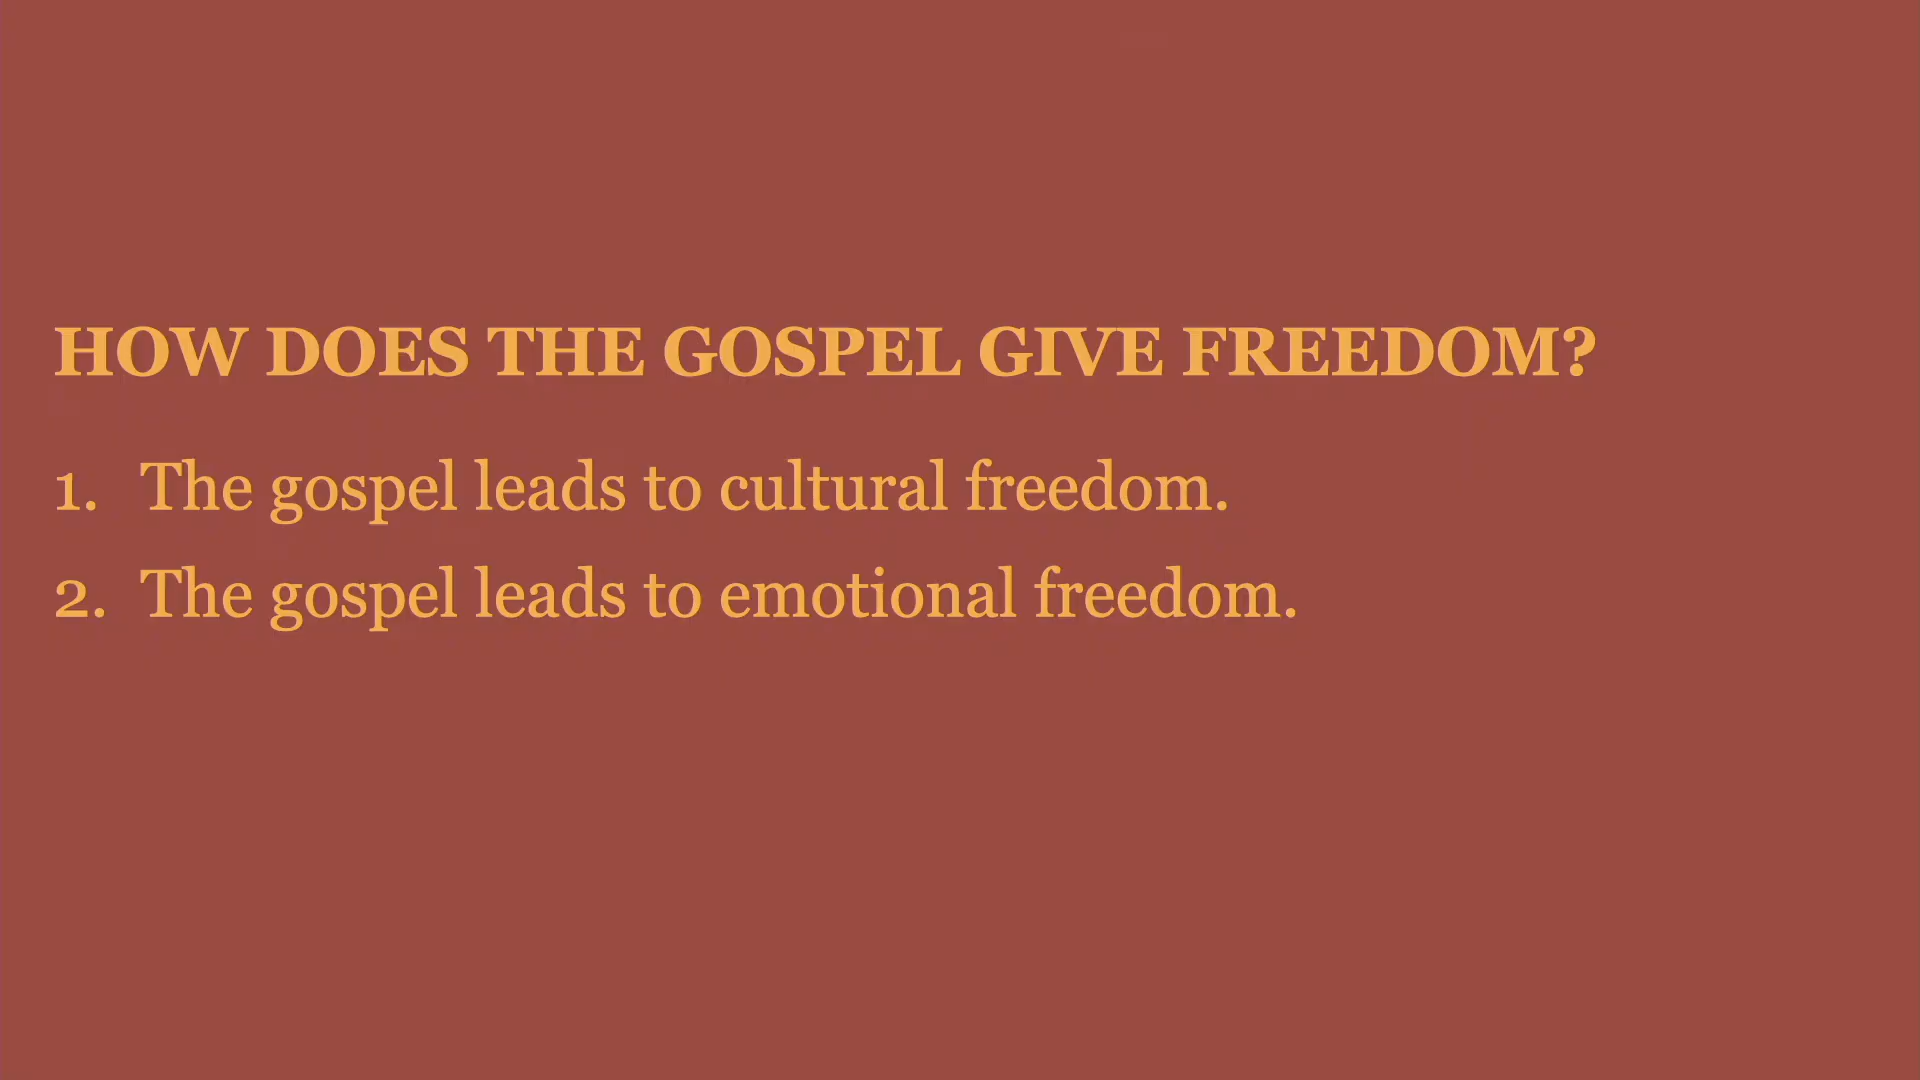 HOW DOES THE GOSPEL GIVE FREEDOM?
1. The gospel leads to cultural freedom.
2. The gospel leads to emotional freedom.